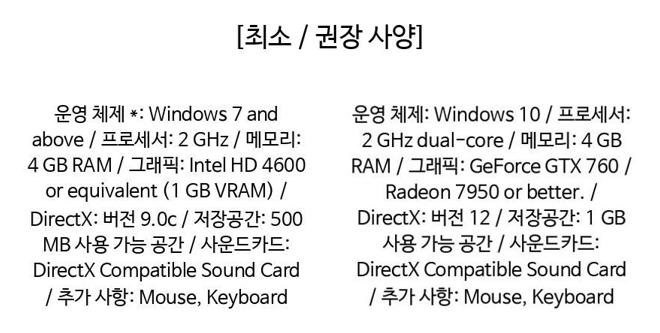 [최소 / 권장 사양]
운영 체제 *: Windows 7 and
above / 프로세서: 2 GHz / 메모리:
4 GB RAM / 그래픽: Intel HD 4600
or equivalent (1 GB VRAM) /
DirectX: 버전 9.0c / 저장공간: 500
MB 사용 가능 공간 / 사운드카드:
DirectX Compatible Sound Card
/ 추가 사항: Mouse, Keyboard
운영 체제: Windows 10 / 프로세서:
2 GHz dual-core / 메모리: 4 GB
RAM / 그래픽: GeForce GTX 760 /
Radeon 7950 or better. /
DirectX: 버전 12 / 저장공간: 1 GB
사용 가능 공간 / 사운드카드:
DirectX Compatible Sound Card
/ 추가 사항: Mouse, Keyboard